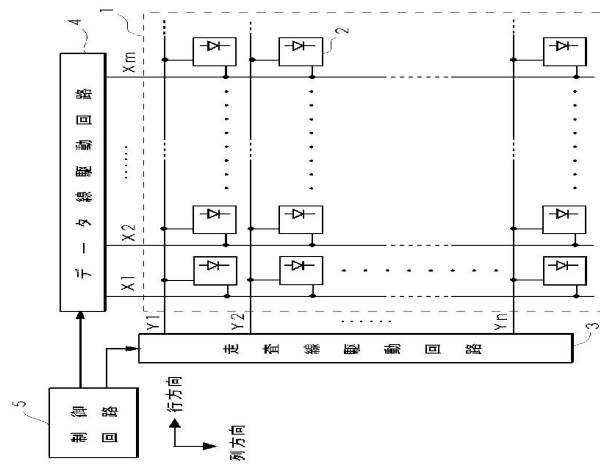 4
データ線駆動回路
1
X1
X2
……
Xm
2
Y1
Y2
……
Yn
走査線駆動回路
3
5
制御
回路
行方向
列方向